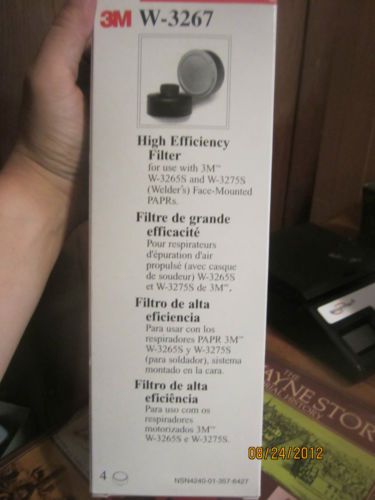 3M W-3267
High Efficiency
Filter
for use with 3M™
W-3265S and W-3275S
(Welder's) Face-Mounted
PAPRs.
Filtre de grande
efficacité
Pour respirateurs
d'épuration d'air
propulsé (avec casque
de soudeur) W-3265S
et W-3275S de 3M™.
Filtro de alta
eficiencia
Para usar con los
respiradores PAPR 3M™
W-3265S y W-3275S
(para soldador), sistema
montado en la cara.
Filtro de alta
eficiência
Para uso com os
respiradores
motorizados 3M™
W-3265S e W-3275S.
4
NSN4240-01-357-6427
THE
AYNE STOR
HISTORY
08/24/2012